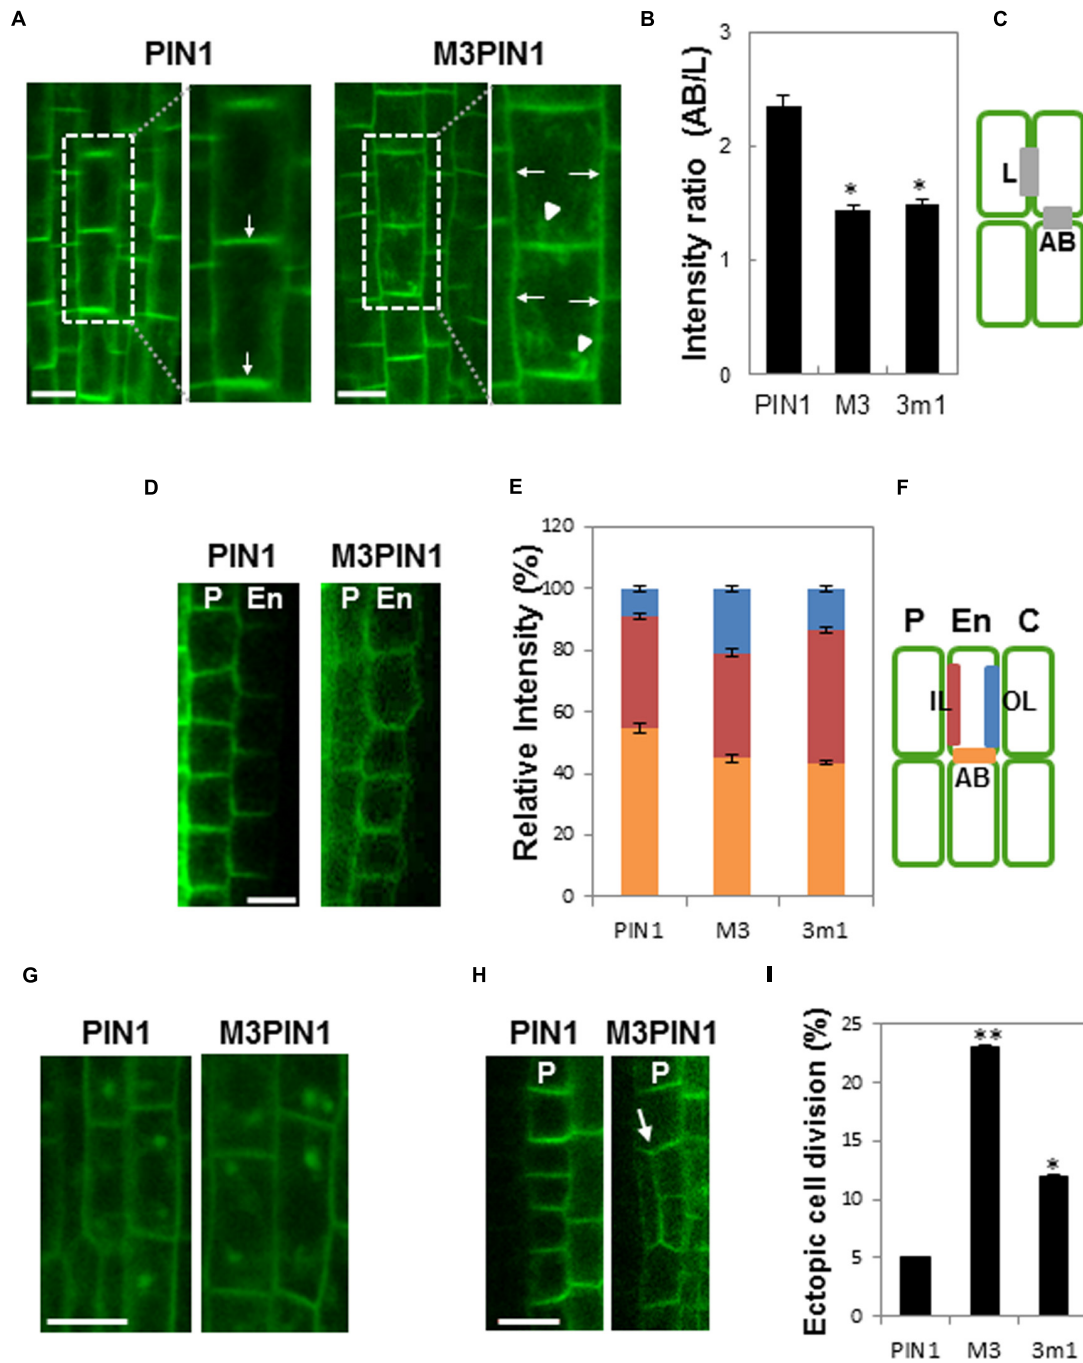 A
PIN1
M3PIN1
B
Intensity ratio (AB/L)
3
2
1
0
PIN1 M3 3m1
* *
C
L
AB
D
PIN1
M3PIN1
P En
P En
E
Relative Intensity (%)
120
100
80
60
40
20
0
PIN1 M3 3m1
F
P En C
IL OL
AB
G
PIN1
M3PIN1
H
PIN1
M3PIN1
P
P
I
Ectopic cell division (%)
25
20
15
10
5
0
**
*
PIN1 M3 3m1